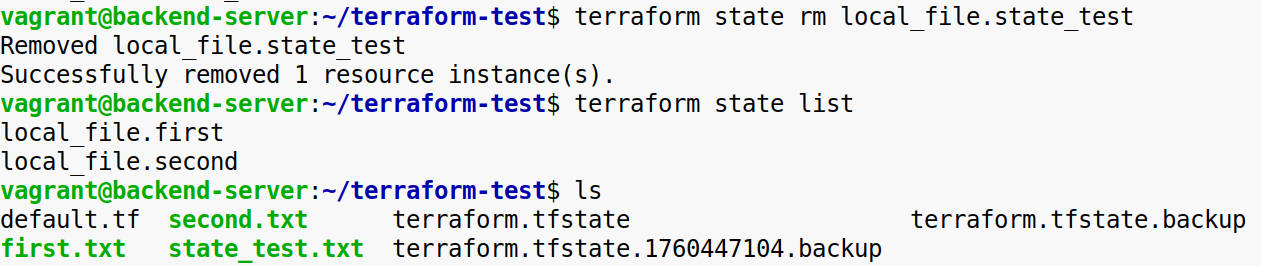 vagrant@backend-server:~/terraform-test$ terraform state rm local_file.state_test
Removed local_file.state_test
Successfully removed 1 resource instance(s).
vagrant@backend-server:~/terraform-test$ terraform state list
local_file.first
local_file.second
vagrant@backend-server:~/terraform-test$ ls
default.tf  second.txt      terraform.tfstate                    terraform.tfstate.backup
first.txt   state_test.txt  terraform.tfstate.1760447104.backup